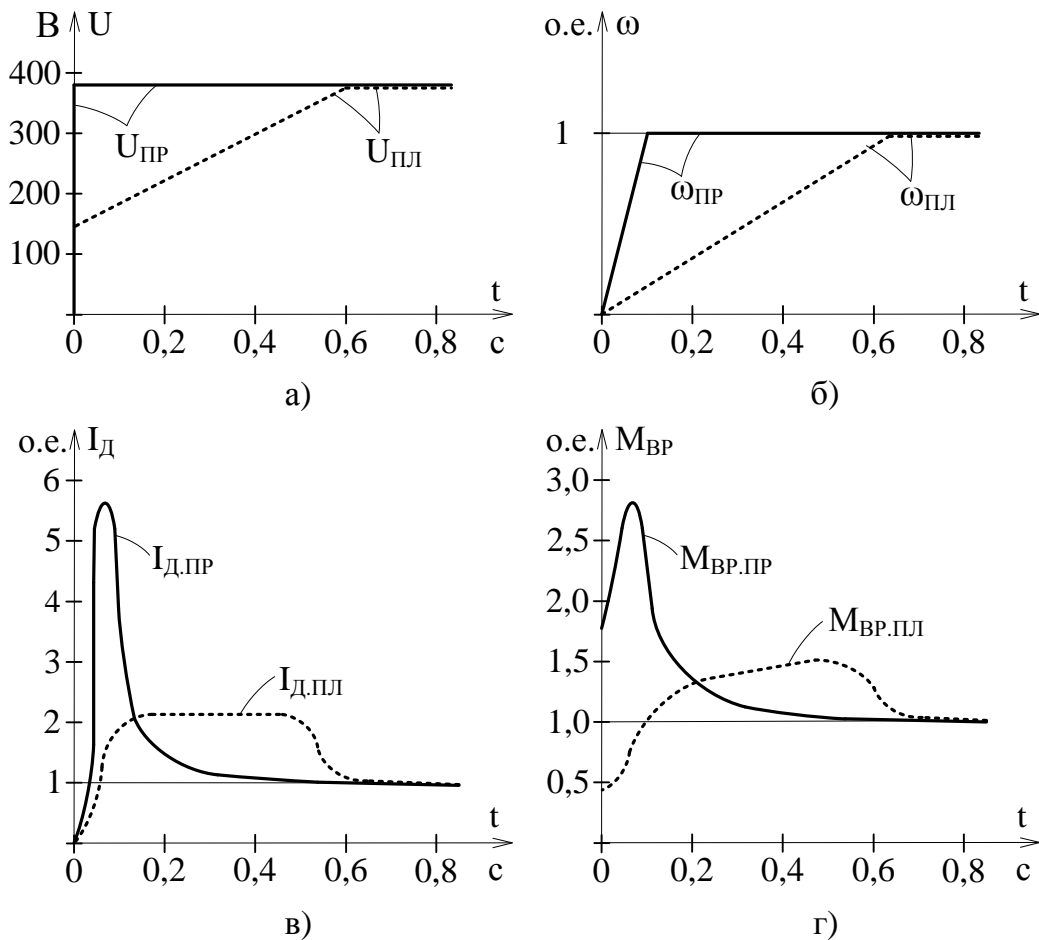 В U
400
300
200
100
U_ПР
U_ПЛ
t
0 0,2 0,4 0,6 0,8 с
а)
о.е. ω
1
ω_ПР
ω_ПЛ
t
0 0,2 0,4 0,6 0,8 с
б)
о.е. I_Д
6
5
4
3
2
1
I_Д.ПР
I_Д.ПЛ
t
0 0,2 0,4 0,6 0,8 с
в)
о.е. М_ВР
3,0
2,5
2,0
1,5
1,0
0,5
М_ВР.ПР
М_ВР.ПЛ
t
0 0,2 0,4 0,6 0,8 с
г)